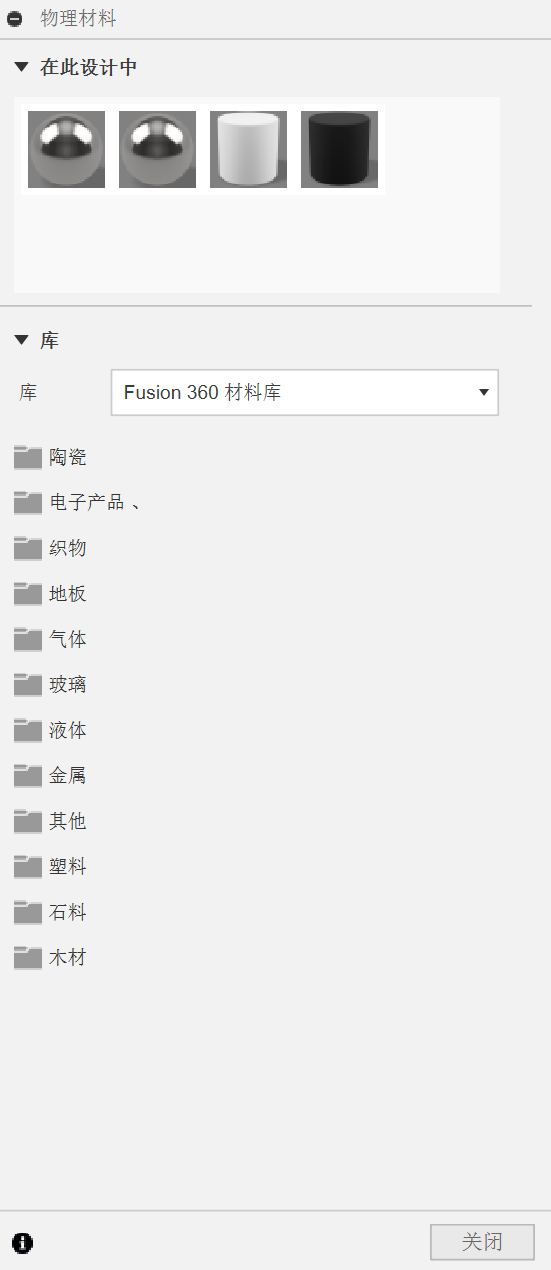 物理材料
在此设计中
库
库 Fusion 360 材料库
陶瓷
电子产品 、
织物
地板
气体
玻璃
液体
金属
其他
塑料
石料
木材
关闭